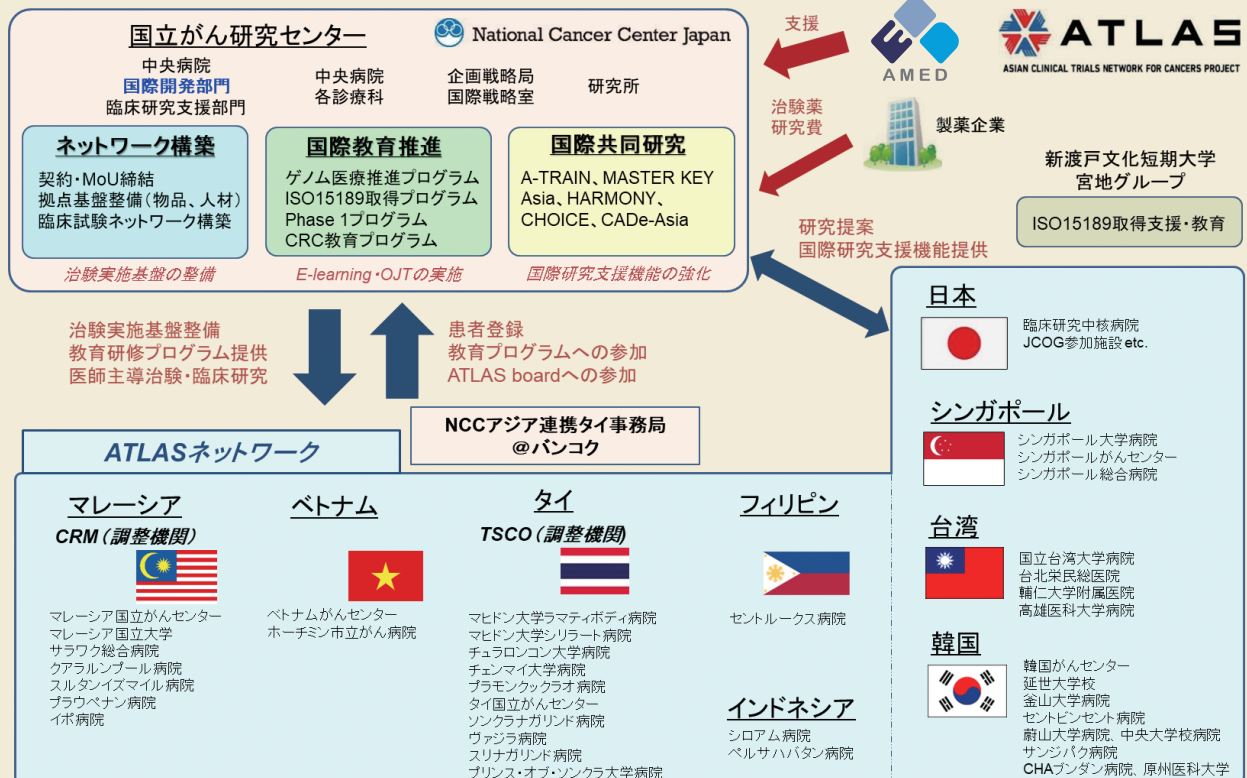 国立がん研究センター
National Cancer Center Japan
中央病院
国際開発部門
臨床研究支援部門
中央病院
各診療科
企画戦略局
国際戦略室
研究所
ネットワーク構築
契約・MoU締結
拠点基盤整備(物品、人材)
臨床試験ネットワーク構築
治験実施基盤の整備
国際教育推進
ゲノム医療推進プログラム
ISO15189取得プログラム
Phase 1プログラム
CRC教育プログラム
E-learning・OJTの実施
国際共同研究
A-TRAIN、MASTER KEY
Asia、HARMONY、
CHOICE、CADe-Asia
国際研究支援機能の強化
支援
AMED
ATLAS
ASIAN CLINICAL TRIALS NETWORK FOR CANCERS PROJECT
治験薬
研究費
製薬企業
新渡戸文化短期大学
宮地グループ
ISO15189取得支援・教育
研究提案
国際研究支援機能提供
治験実施基盤整備
教育研修プログラム提供
医師主導治験・臨床研究
患者登録
教育プログラムへの参加
ATLAS boardへの参加
NCCアジア連携タイ事務局
@バンコク
ATLASネットワーク
マレーシア
CRM(調整機関)
マレーシア国立がんセンター
マレーシア国立大学
サラワク総合病院
クアラルンプール病院
スルタンイズマイル病院
プラウペナン病院
イポ病院
ベトナム
ベトナムがんセンター
ホーチミン市立がん病院
タイ
TSCO(調整機関)
マヒドン大学ラマティボディ病院
マヒドン大学シリラート病院
チュラロンコン大学病院
チェンマイ大学病院
プラモンクックラオ病院
タイ国立がんセンター
ソンクラナガリンド病院
ヴァジラ病院
スリナガリンド病院
プリンス・オブ・ソンクラ大学病院
フィリピン
セントルークス病院
インドネシア
シロアム病院
ペルサハバタン病院
日本
臨床研究中核病院
JCOG参加施設 etc.
シンガポール
シンガポール大学病院
シンガポールがんセンター
シンガポール総合病院
台湾
国立台湾大学病院
台北栄民総医院
輔仁大学附属医院
高雄医科大学病院
韓国
韓国がんセンター
延世大学校
釜山大学病院
セントビンセント病院
蔚山大学病院、中央大学校病院
サンジパク病院
CHAブンダン病院、原州医科大学